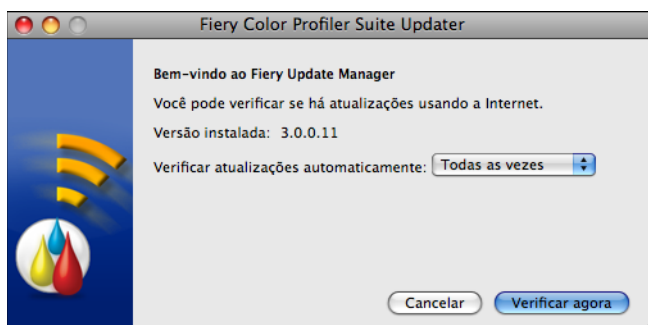 Fiery Color Profiler Suite Updater
Bem-vindo ao Fiery Update Manager
Você pode verificar se há atualizações usando a Internet.
Versão instalada: 3.0.0.11
Verificar atualizações automaticamente: Todas as vezes
Cancelar Verificar agora